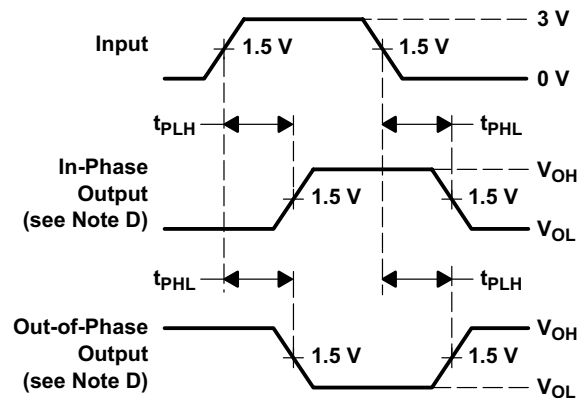 3 V
Input
1.5 V
1.5 V
0 V
tPLH
tPHL
In-Phase
Output
(see Note D)
VOH
1.5 V
1.5 V
VOL
tPHL
tPLH
Out-of-Phase
Output
(see Note D)
VOH
1.5 V
1.5 V
VOL